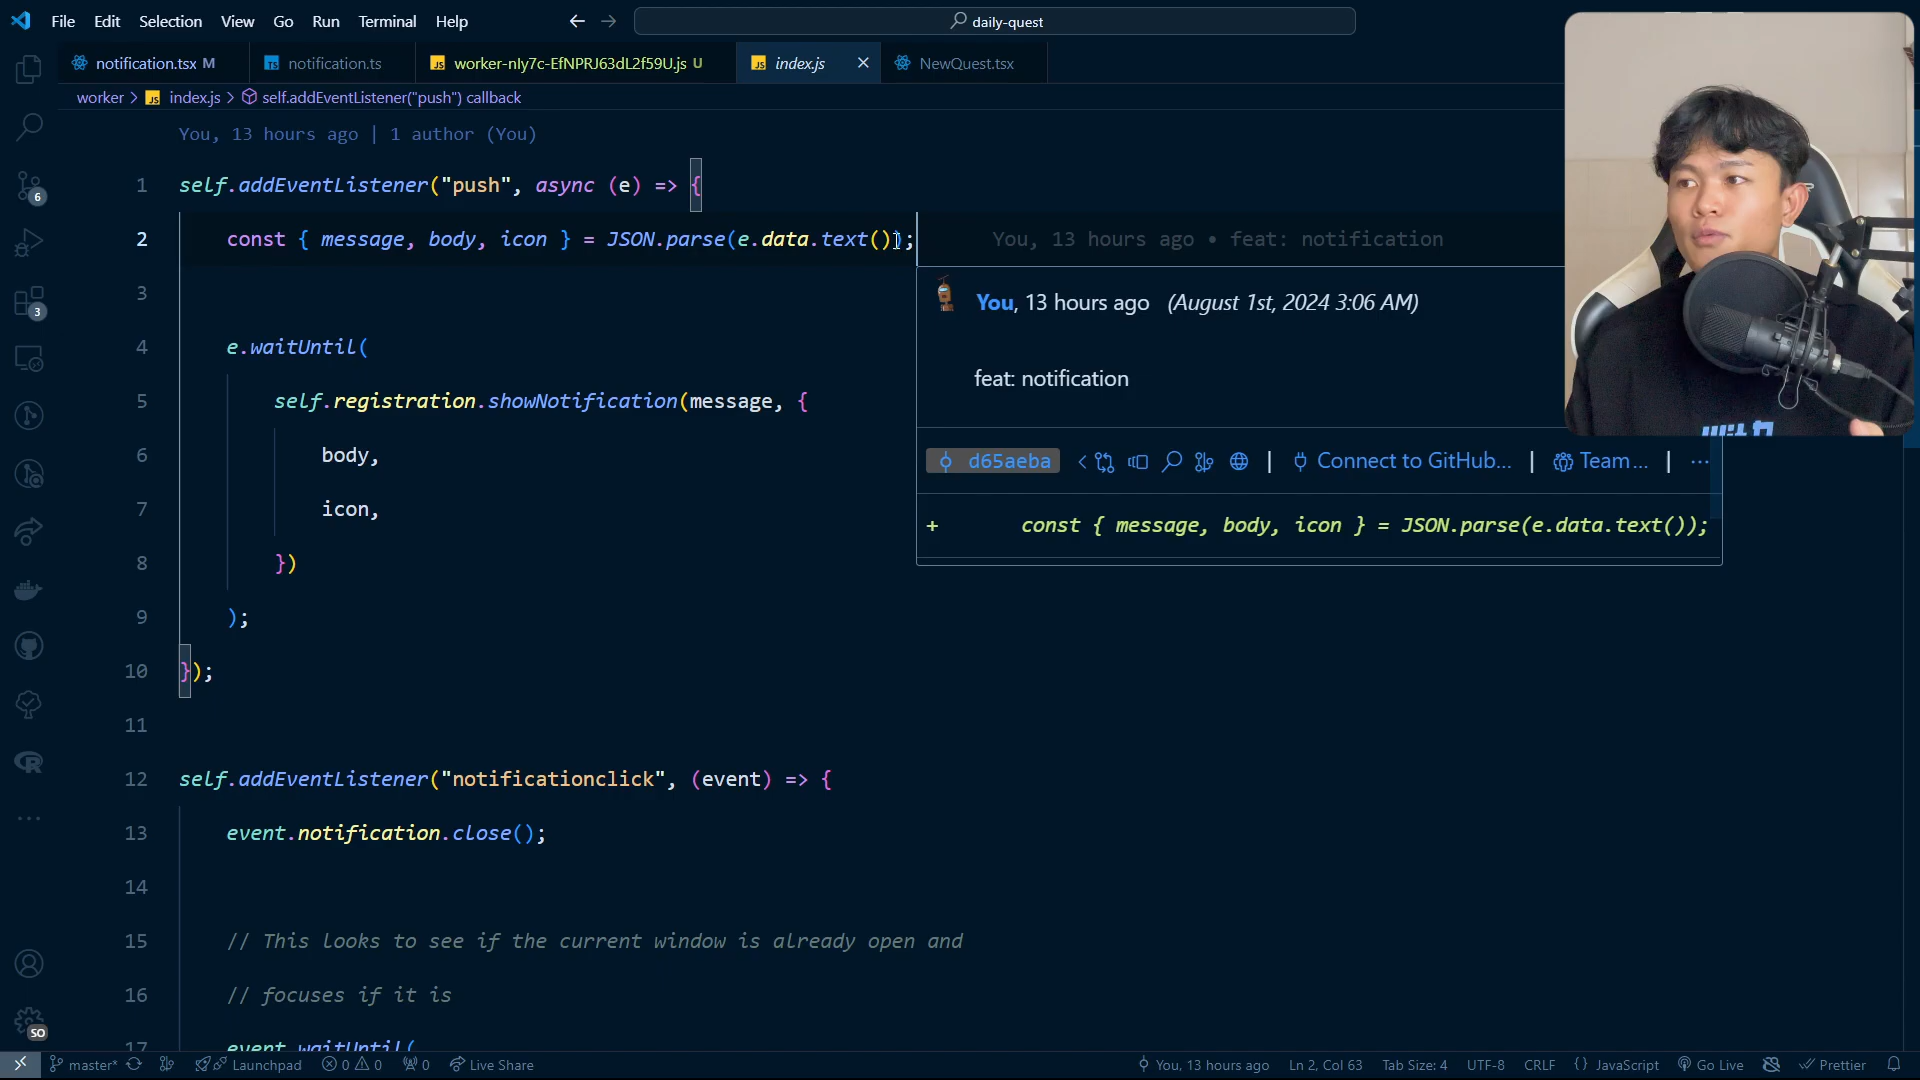 File Edit Selection View Go Run Terminal Help
daily-quest
notification.tsx M
notification.ts
worker-nly7c-EfNPRJ63dL2f59U.js U
index.js
NewQuest.tsx
worker > index.js > self.addEventListener("push") callback
You, 13 hours ago | 1 author (You)
1 self.addEventListener("push", async (e) => {
2 const { message, body, icon } = JSON.parse(e.data.text()); You, 13 hours ago • feat: notification
3
4 e.waitUntil(
5 self.registration.showNotification(message, {
6 body,
7 icon,
8 })
9 );
10 });
11
12 self.addEventListener("notificationclick", (event) => {
13 event.notification.close();
14
15 // This looks to see if the current window is already open and
16 // focuses if it is
17 event.waitUntil(
You, 13 hours ago (August 1st, 2024 3:06 AM)
feat: notification
d65aeba | Connect to GitHub... | Team... | ...
+ const { message, body, icon } = JSON.parse(e.data.text());
6
3
SO
master* Launchpad 0 0 0 Live Share
You, 13 hours ago Ln 2, Col 63 Tab Size: 4 UTF-8 CRLF {} JavaScript Go Live Prettier